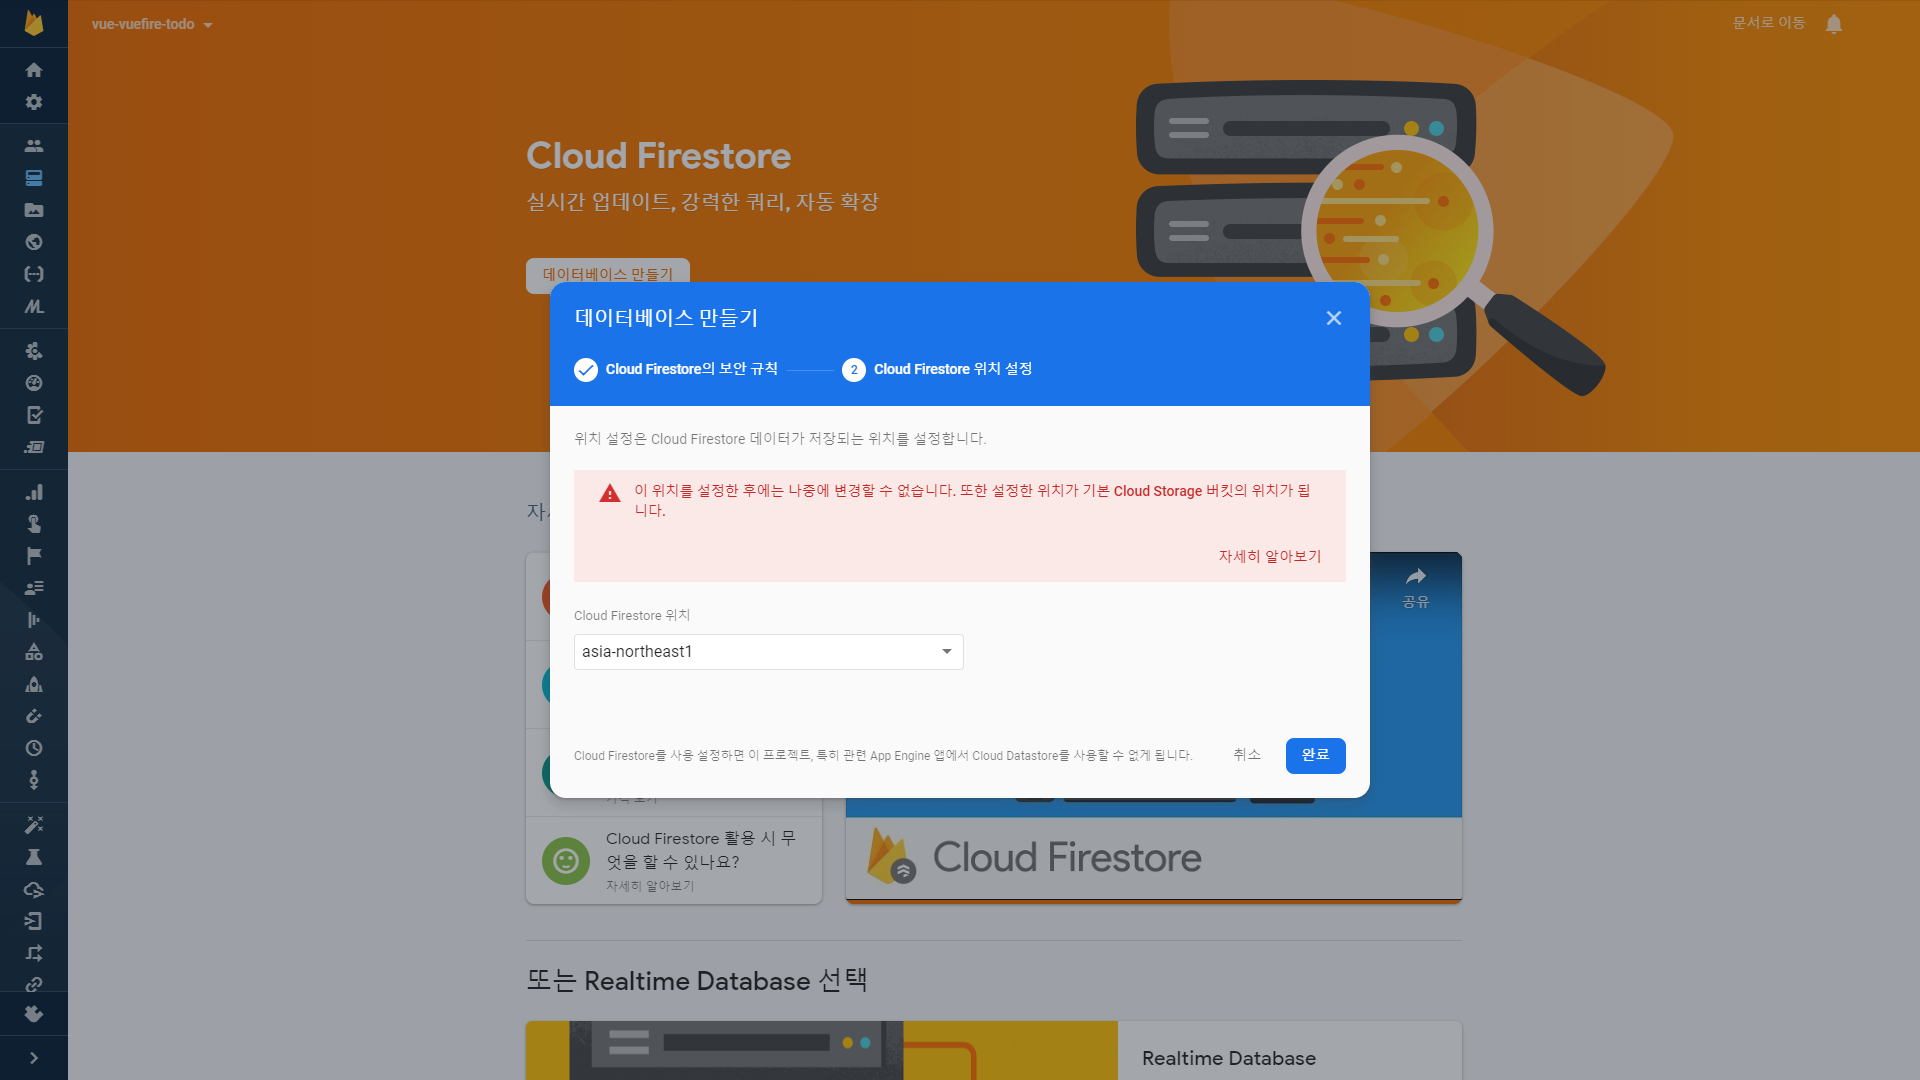 vue-vuefire-todo
문서로 이동
Cloud Firestore
실시간 업데이트, 강력한 쿼리, 자동 확장
데이터베이스 만들기
데이터베이스 만들기
Cloud Firestore의 보안 규칙
2
Cloud Firestore 위치 설정
위치 설정은 Cloud Firestore 데이터가 저장되는 위치를 설정합니다.
이 위치를 설정한 후에는 나중에 변경할 수 없습니다. 또한 설정한 위치가 기본 Cloud Storage 버킷의 위치가 됩
니다.
자세히 알아보기
공유
Cloud Firestore 위치
asia-northeast1
Cloud Firestore를 사용 설정하면 이 프로젝트, 특히 관련 App Engine 앱에서 Cloud Datastore를 사용할 수 없게 됩니다.
취소
완료
Cloud Firestore 활용 시 무
엇을 할 수 있나요?
자세히 알아보기
Cloud Firestore
또는 Realtime Database 선택
Realtime Database